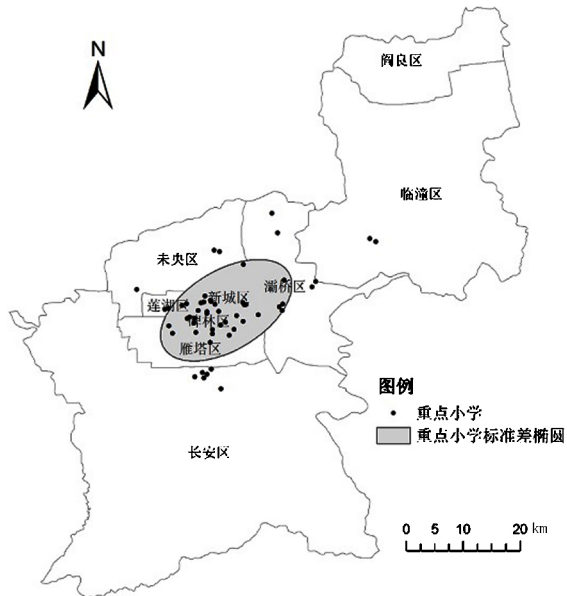 N
阎良区
临潼区
未央区
灞桥区
新城区
莲湖区
碑林区
雁塔区
长安区
图例
重点小学
重点小学标准差椭圆
0 5 10 20 km